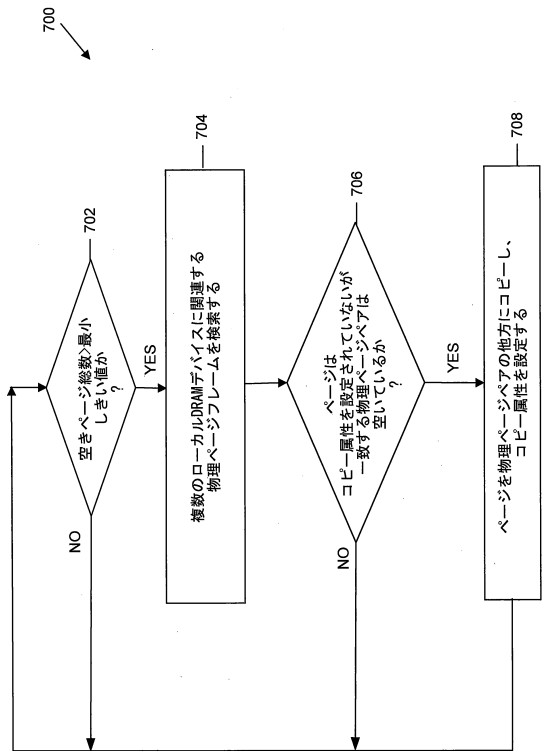 700
702
空きページ総数>最小
しきい値か
?
NO
YES
704
複数のローカルDRAMデバイスに関連する
物理ページフレームを検索する
706
ページは
コピー属性を設定されていないが
一致する物理ページペアは
空いているか
?
NO
YES
708
ページを物理ページペアの他方にコピーし、
コピー属性を設定する